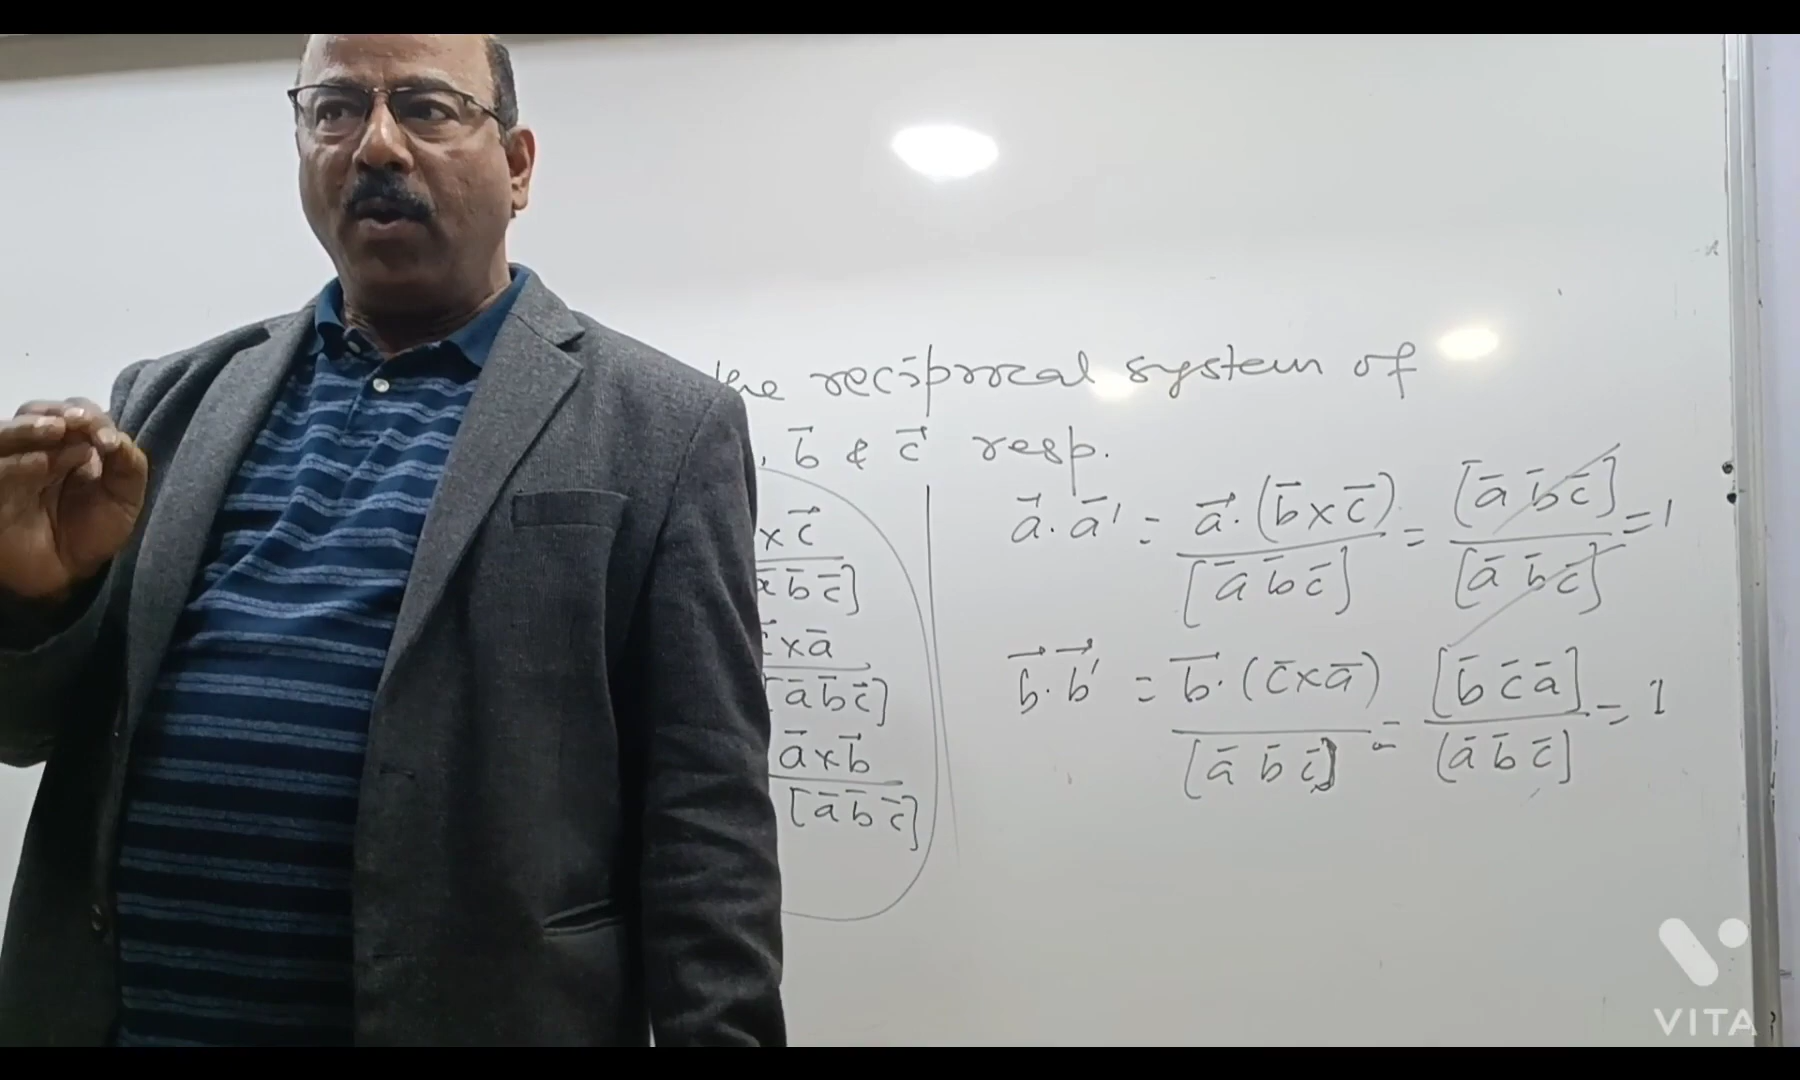 the reciprocal system of
, b⃗ & c⃗ resp.
×c⃗
b̄ c̄]
×ā
[ā b̄ c̄]
ā×b⃗
[ā b̄ c̄]
a⃗. ā' = a⃗. (b̄×c̄) / [ā b̄ c̄] = [ā b̄ c̄] / [ā b̄ c̄] = 1
b⃗. b⃗' = b⃗. (c̄×ā) / [ā b̄ c̄] = [b̄ c̄ ā] / [ā b̄ c̄] = 1
VITA